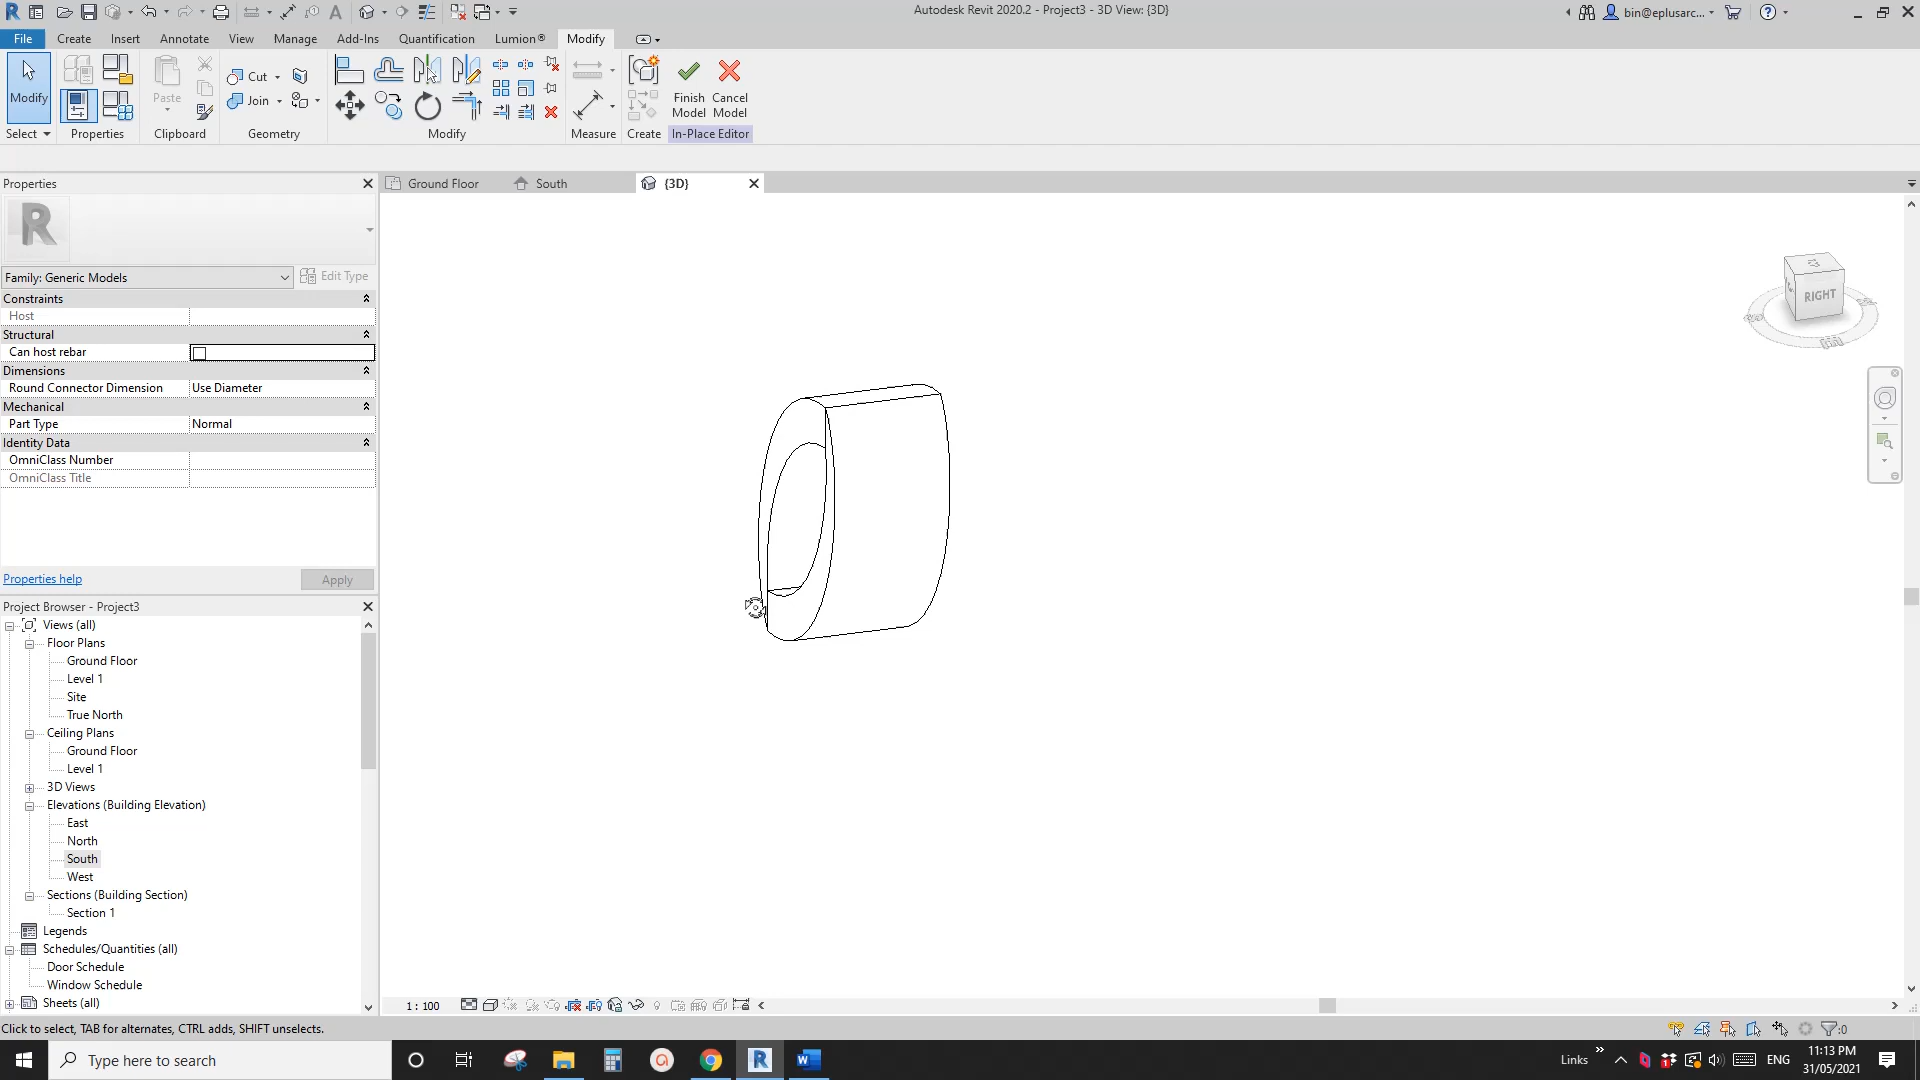 Autodesk Revit 2020.2 - Project3 - 3D View: {3D}
bin@eplusarc...
File Create Insert Architect Annotate View Manage Add-Ins Quantification Lumion® Modify
Modify
Paste
Cut
Join
Finish Model
Cancel Model
Select Properties Clipboard Geometry Modify Measure Create In-Place Editor
Properties
Ground Floor
South
{3D}
Family: Generic Models
Edit Type
Constraints
Host
Structural
Can host rebar
Dimensions
Round Connector Dimension Use Diameter
Mechanical
Part Type Normal
Identity Data
OmniClass Number
OmniClass Title
Properties help
Apply
RIGHT
Project Browser - Project3
Views (all)
Floor Plans
Ground Floor
Level 1
Site
True North
Ceiling Plans
Ground Floor
Level 1
3D Views
Elevations (Building Elevation)
East
North
South
West
Sections (Building Section)
Section 1
Legends
Schedules/Quantities (all)
Door Schedule
Window Schedule
Sheets (all)
1 : 100
Click to select, TAB for alternates, CTRL adds, SHIFT unselects.
:0
Type here to search
Links
ENG
11:13 PM
31/05/2021